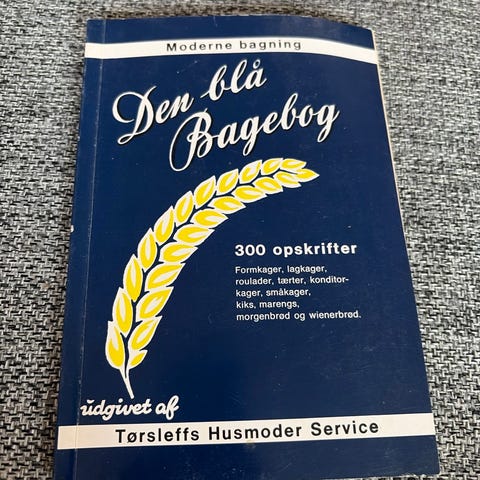 Moderne bagning
Den blå
Bagebog
300 opskrifter
Formkager, lagkager,
roulader, tærter, konditor-
kager, småkager,
kiks, marengs,
morgenbrød og wienerbrød.
udgivet af
Tørsleffs Husmoder Service